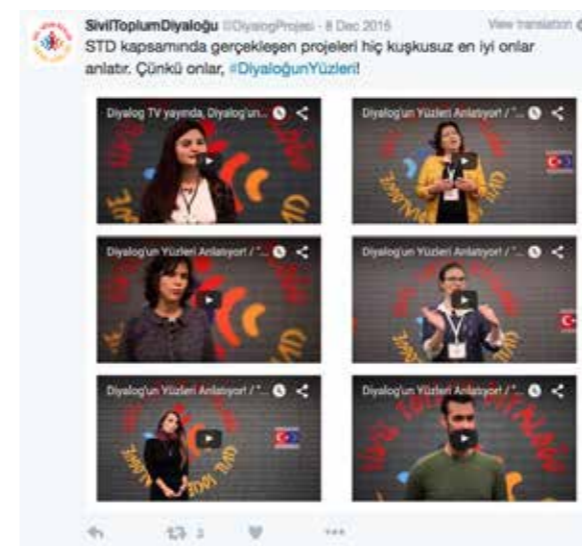 SivilToplumDiyaloğu @DiyalogProjesi · 8 Dec 2015 View translation
STD kapsamında gerçekleşen projeleri hiç kuşkusuz en iyi onlar
anlatır. Çünkü onlar, #DiyaloğunYüzleri!
Diyalog TV yayında, Diyalog'un...
Diyalog'un Yüzleri Anlatıyor! / "...
Diyalog'un Yüzleri Anlatıyor! / "...
Diyalog'un Yüzleri Anlatıyor! / "...
Diyalog'un Yüzleri Anlatıyor! / "...
Diyalog'un Yüzleri Anlatıyor! / "...
3